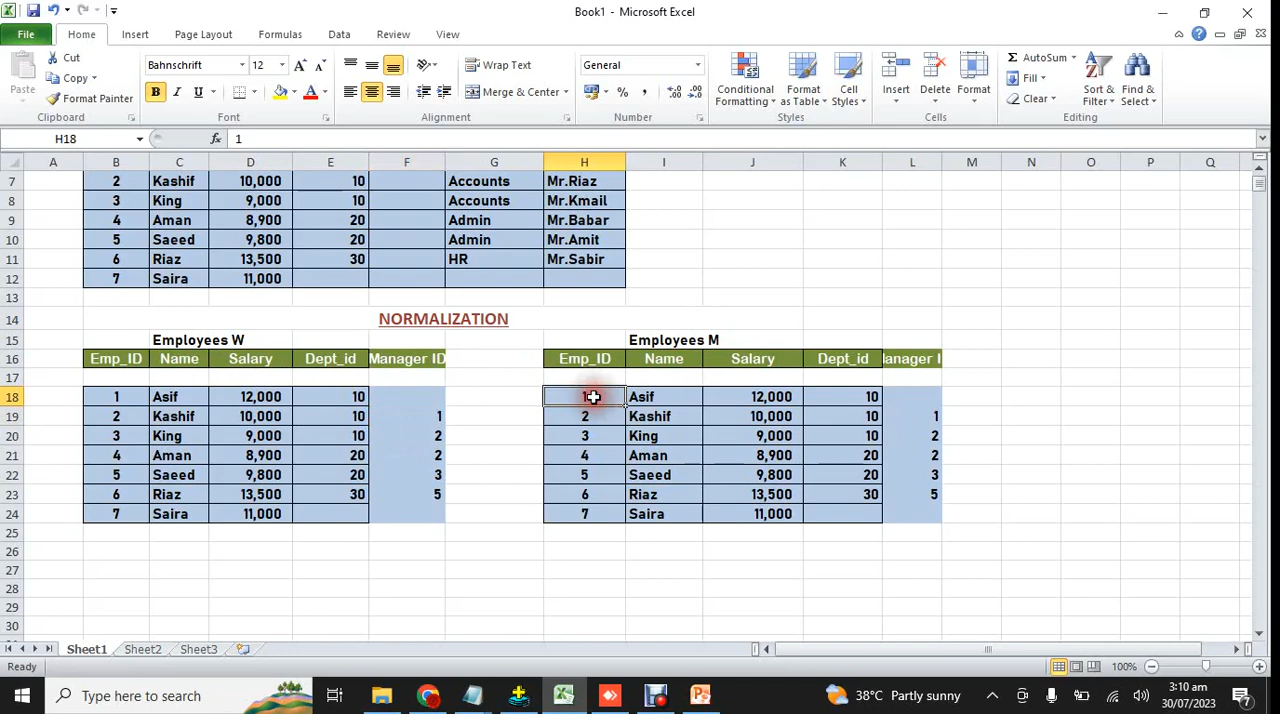 Book1 - Microsoft Excel
File Home Insert Page Layout Formulas Data Review View
Paste Cut Copy Format Painter Clipboard
Bahnschrift 12 A A B I U A Font
Wrap Text Merge & Center Alignment
General % , .0 .00 Number
Conditional Formatting Format as Table Cell Styles Styles
Insert Delete Format Cells
Σ AutoSum Fill Clear Sort & Filter Find & Select Editing
H18 fx 1
A B C D E F G H I J K L M N O P Q
7 2 Kashif 10,000 10 Accounts Mr.Riaz
8 3 King 9,000 10 Accounts Mr.Kmail
9 4 Aman 8,900 20 Admin Mr.Babar
10 5 Saeed 9,800 20 Admin Mr.Amit
11 6 Riaz 13,500 30 HR Mr.Sabir
12 7 Saira 11,000
13
14 NORMALIZATION
15 Employees W Employees M
16 Emp_ID Name Salary Dept_id Manager ID Emp_ID Name Salary Dept_id lanager I
17
18 1 Asif 12,000 10 1 Asif 12,000 10
19 2 Kashif 10,000 10 1 2 Kashif 10,000 10 1
20 3 King 9,000 10 2 3 King 9,000 10 2
21 4 Aman 8,900 20 2 4 Aman 8,900 20 2
22 5 Saeed 9,800 20 3 5 Saeed 9,800 20 3
23 6 Riaz 13,500 30 5 6 Riaz 13,500 30 5
24 7 Saira 11,000 7 Saira 11,000
25
26
27
28
29
30
Sheet1 Sheet2 Sheet3
Ready 100%
Type here to search 38°C Partly sunny 3:10 am
30/07/2023 7